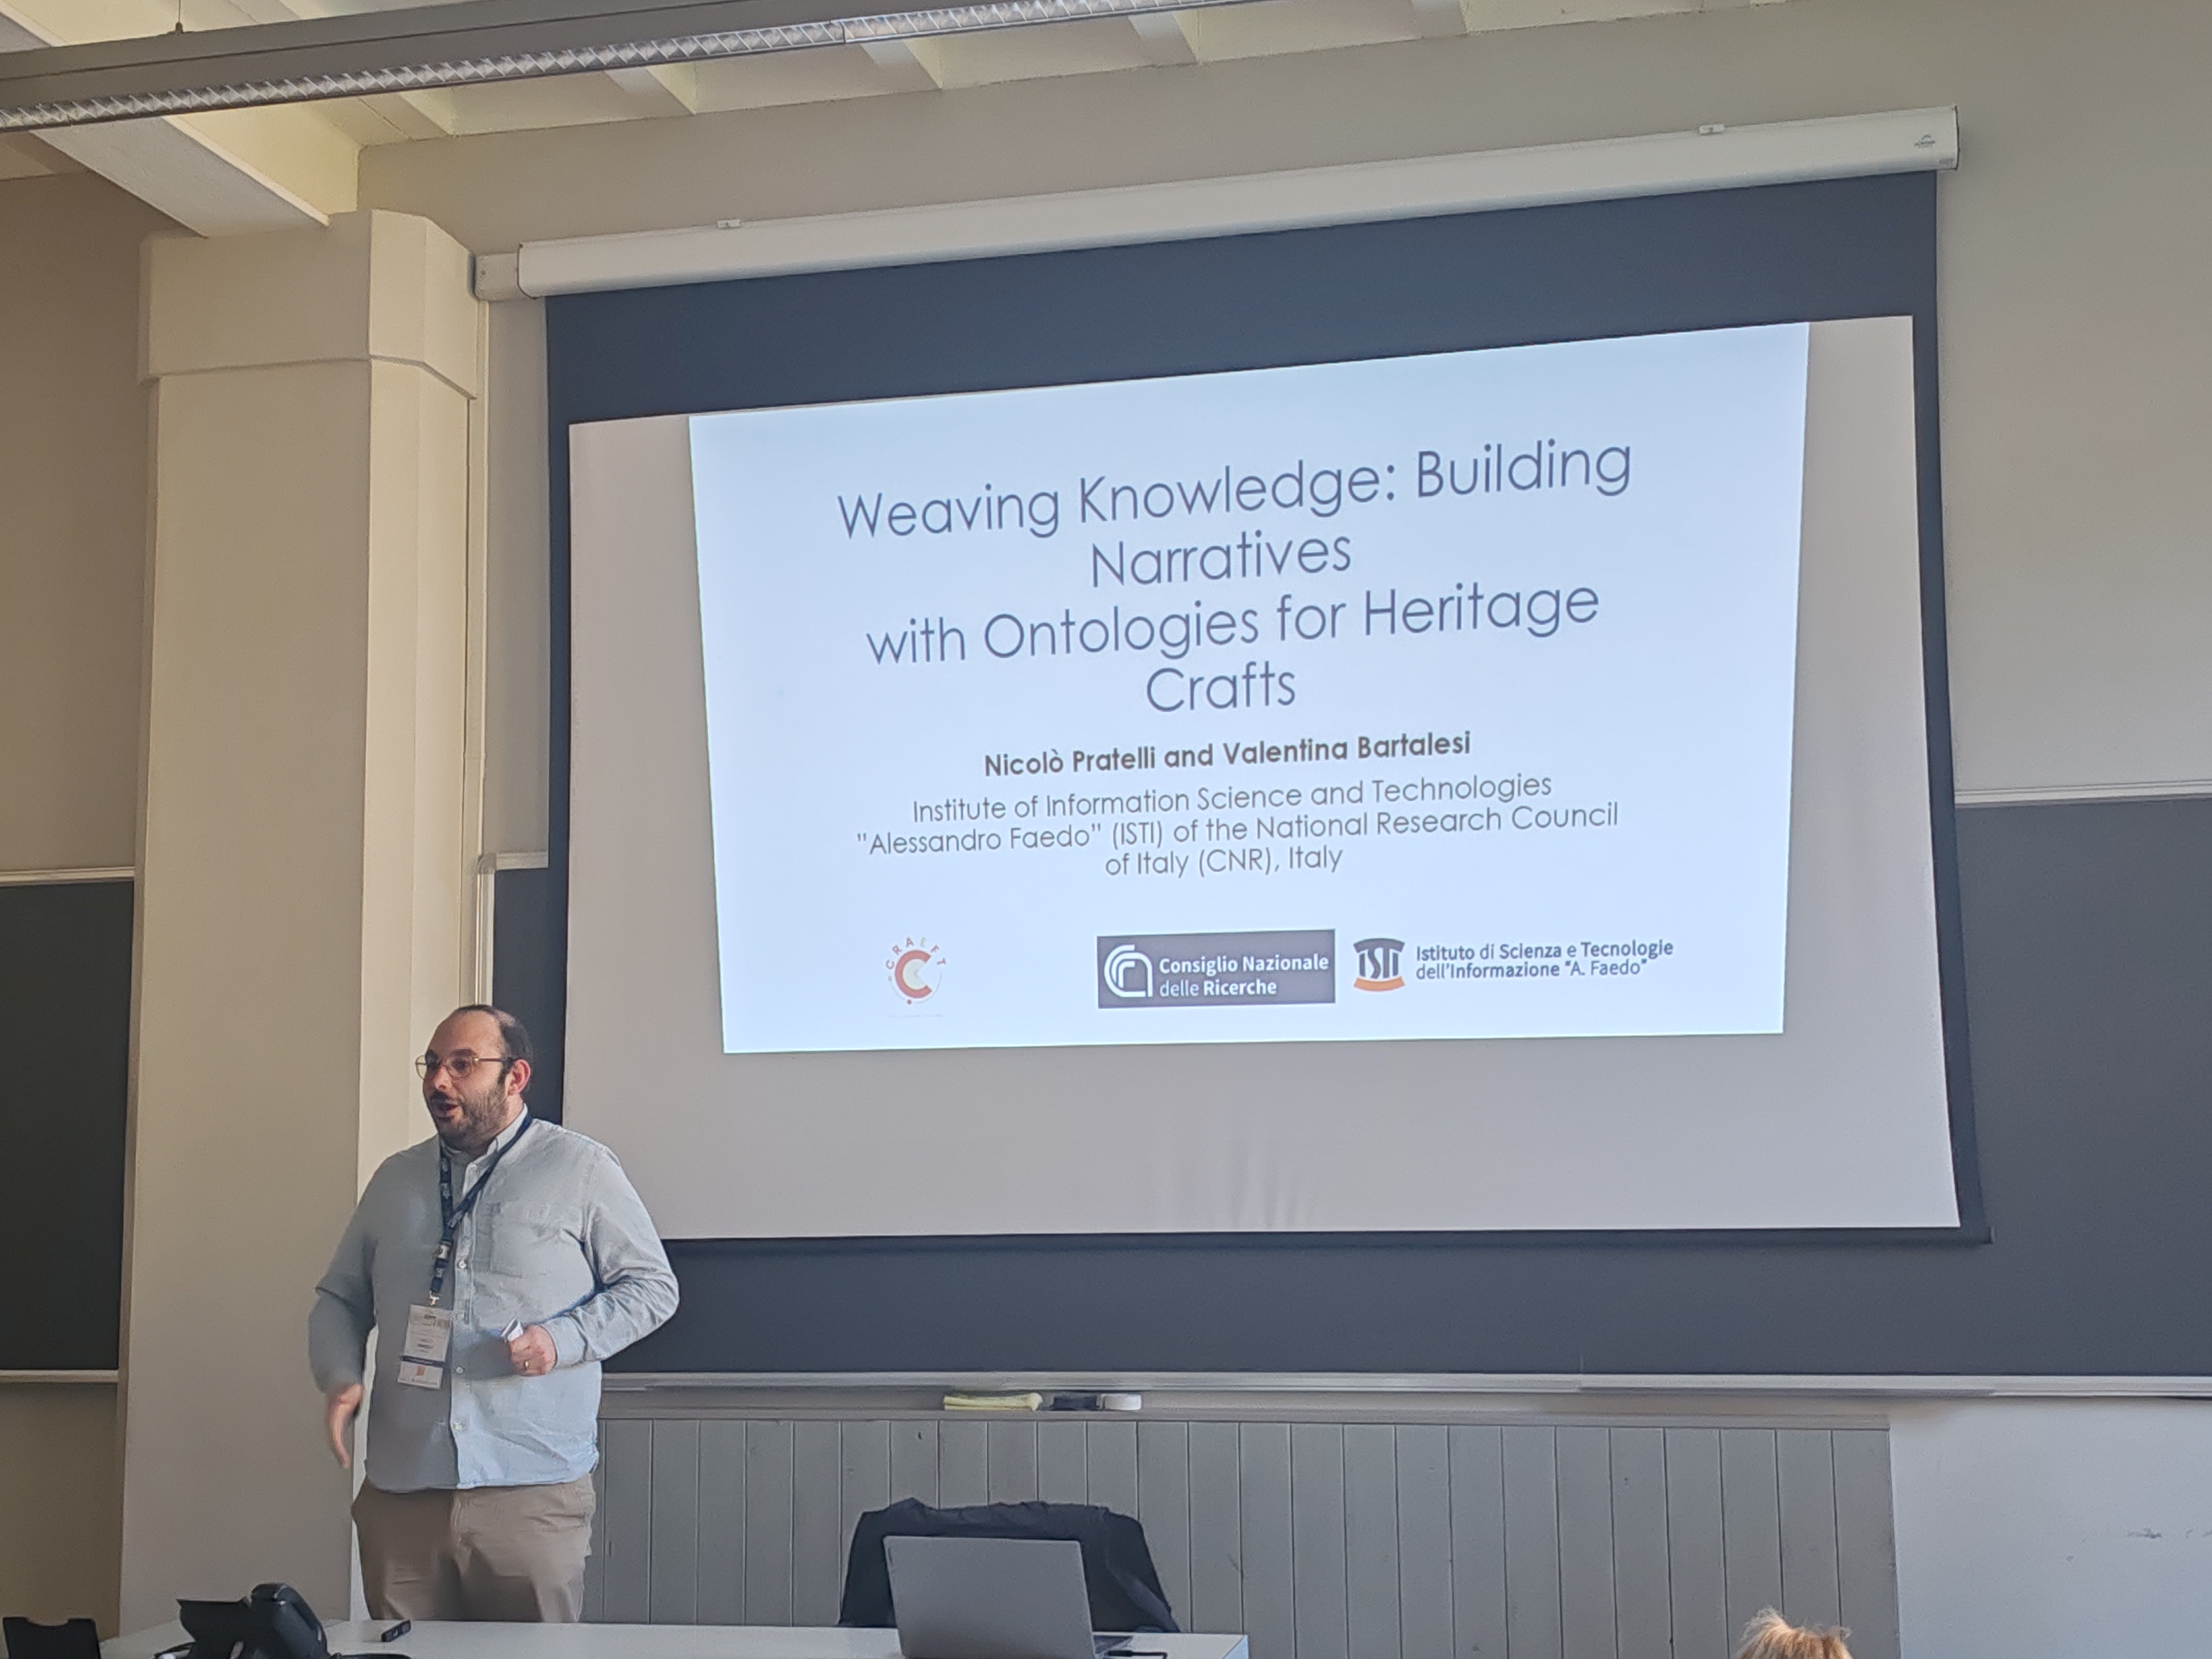 Weaving Knowledge: Building
Narratives
with Ontologies for Heritage
Crafts
Nicolò Pratelli and Valentina Bartalesi
Institute of Information Science and Technologies
"Alessandro Faedo" (ISTI) of the National Research Council
of Italy (CNR), Italy
CRAEFT
Consiglio Nazionale
delle Ricerche
ISTI
Istituto di Scienza e Tecnologie
dell'Informazione "A. Faedo"